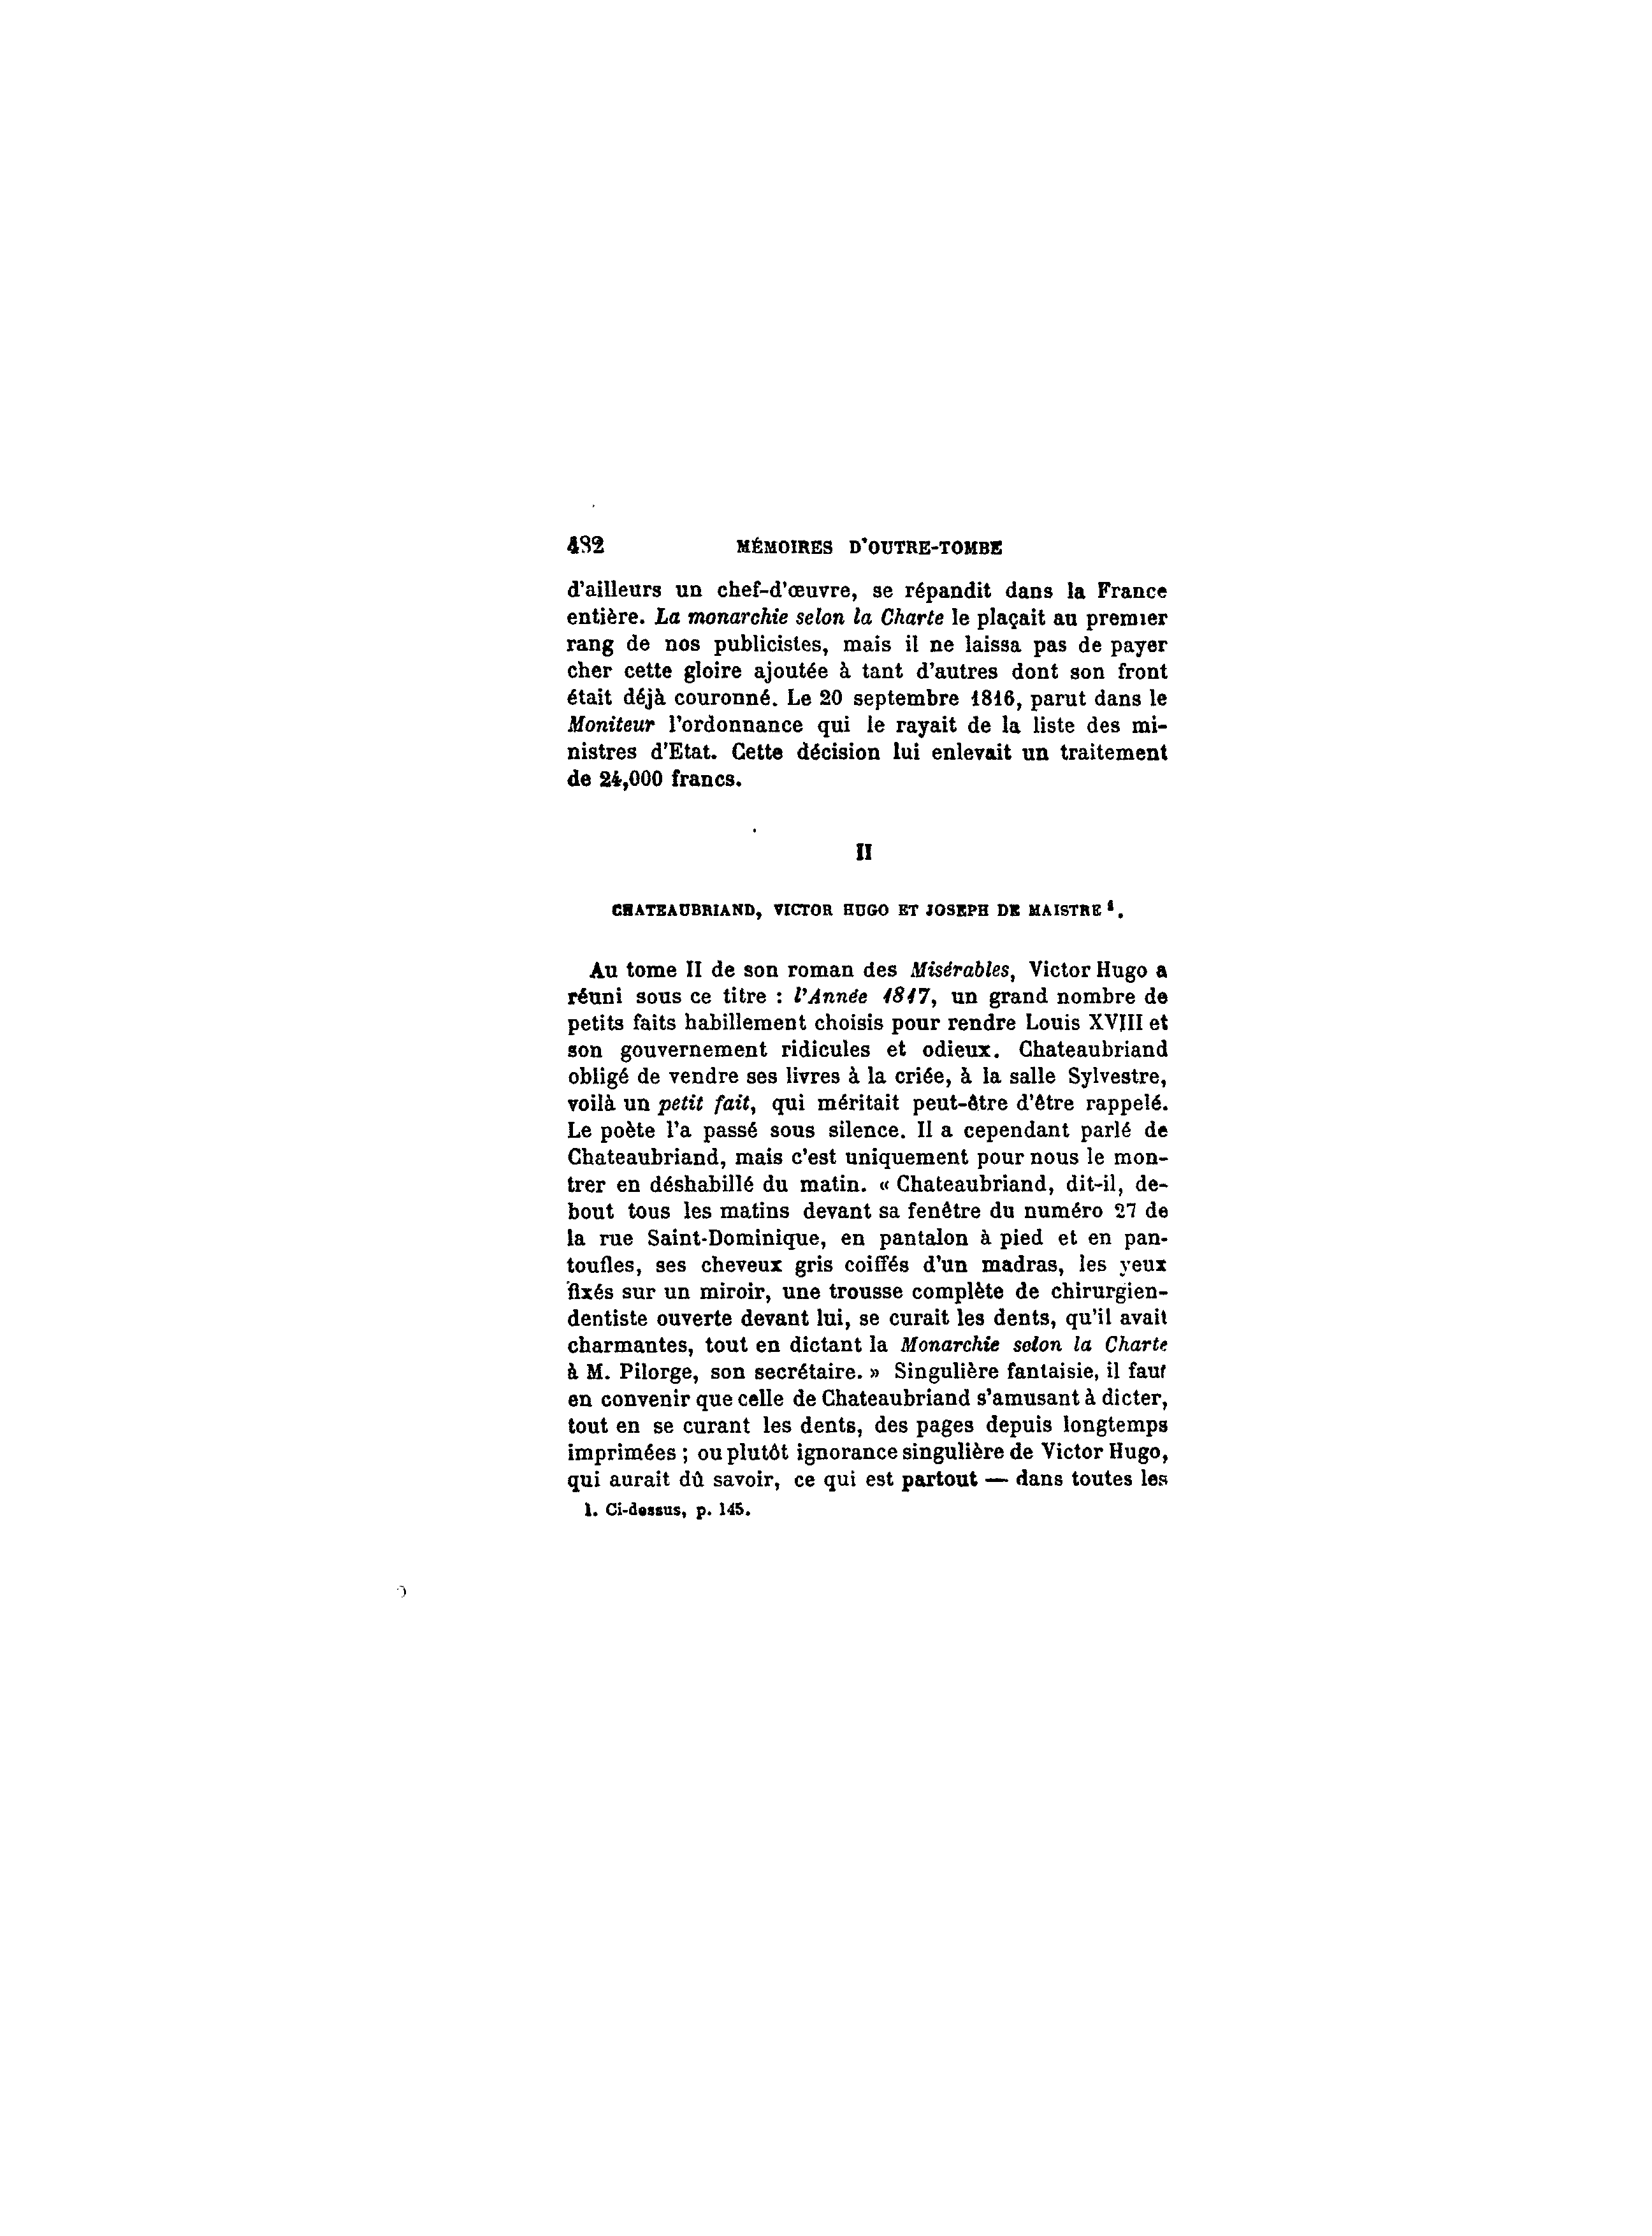 482 MÉMOIRES D'OUTRE-TOMBE
d'ailleurs un chef-d'œuvre, se répandit dans la France
entière. La monarchie selon la Charte le plaçait au premier
rang de nos publicistes, mais il ne laissa pas de payer
cher cette gloire ajoutée à tant d'autres dont son front
était déjà couronné. Le 20 septembre 1816, parut dans le
Moniteur l'ordonnance qui le rayait de la liste des mi-
nistres d'Etat. Cette décision lui enlevait un traitement
de 24,000 francs.
II
CHATEAUBRIAND, VICTOR HUGO ET JOSEPH DE MAISTRE 1.
Au tome II de son roman des Misérables, Victor Hugo a
réuni sous ce titre : l'Année 1817, un grand nombre de
petits faits habillement choisis pour rendre Louis XVIII et
son gouvernement ridicules et odieux. Chateaubriand
obligé de vendre ses livres à la criée, à la salle Sylvestre,
voilà un petit fait, qui méritait peut-être d'être rappelé.
Le poète l'a passé sous silence. Il a cependant parlé de
Chateaubriand, mais c'est uniquement pour nous le mon-
trer en déshabillé du matin. « Chateaubriand, dit-il, de-
bout tous les matins devant sa fenêtre du numéro 27 de
la rue Saint-Dominique, en pantalon à pied et en pan-
toufles, ses cheveux gris coiffés d'un madras, les yeux
fixés sur un miroir, une trousse complète de chirurgien-
dentiste ouverte devant lui, se curait les dents, qu'il avait
charmantes, tout en dictant la Monarchie selon la Charte
à M. Pilorge, son secrétaire. » Singulière fantaisie, il faut
en convenir que celle de Chateaubriand s'amusant à dicter,
tout en se curant les dents, des pages depuis longtemps
imprimées ; ou plutôt ignorance singulière de Victor Hugo,
qui aurait dû savoir, ce qui est partout — dans toutes les
1. Ci-dessus, p. 145.